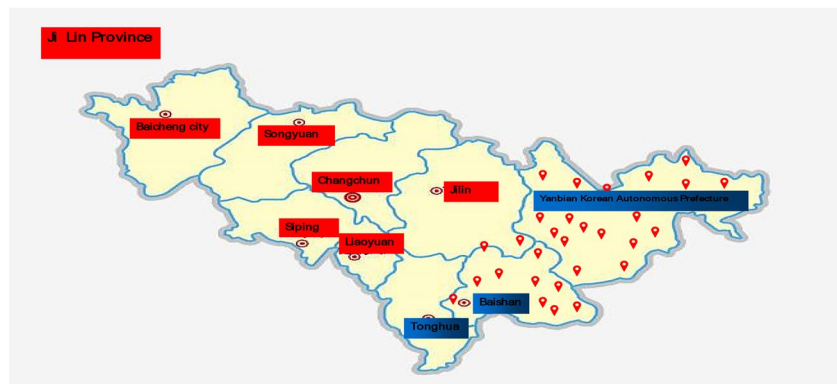 Ji Lin Province
Baicheng city
Songyuan
Changchun
Jilin
Yanbian Korean Autonomous Prefecture
Siping
Liaoyuan
Baishan
Tonghua